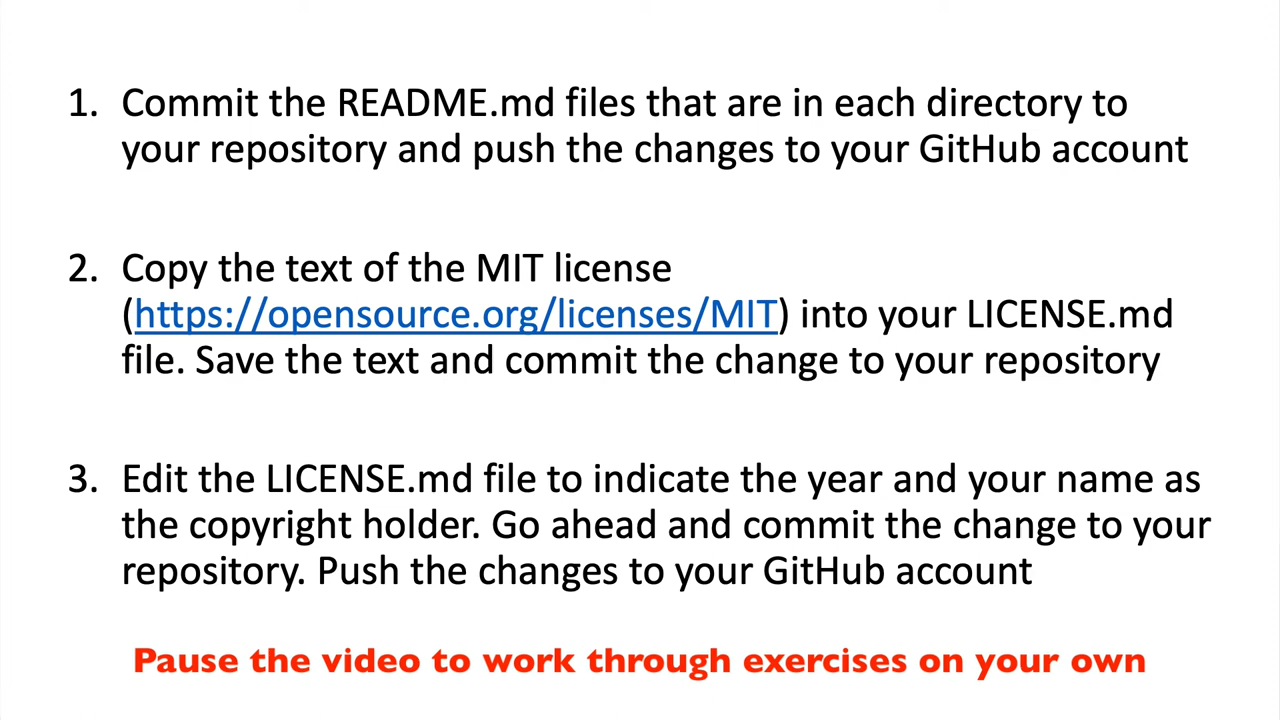 1. Commit the README.md files that are in each directory to
your repository and push the changes to your GitHub account
2. Copy the text of the MIT license
(https://opensource.org/licenses/MIT) into your LICENSE.md
file. Save the text and commit the change to your repository
3. Edit the LICENSE.md file to indicate the year and your name as
the copyright holder. Go ahead and commit the change to your
repository. Push the changes to your GitHub account
Pause the video to work through exercises on your own